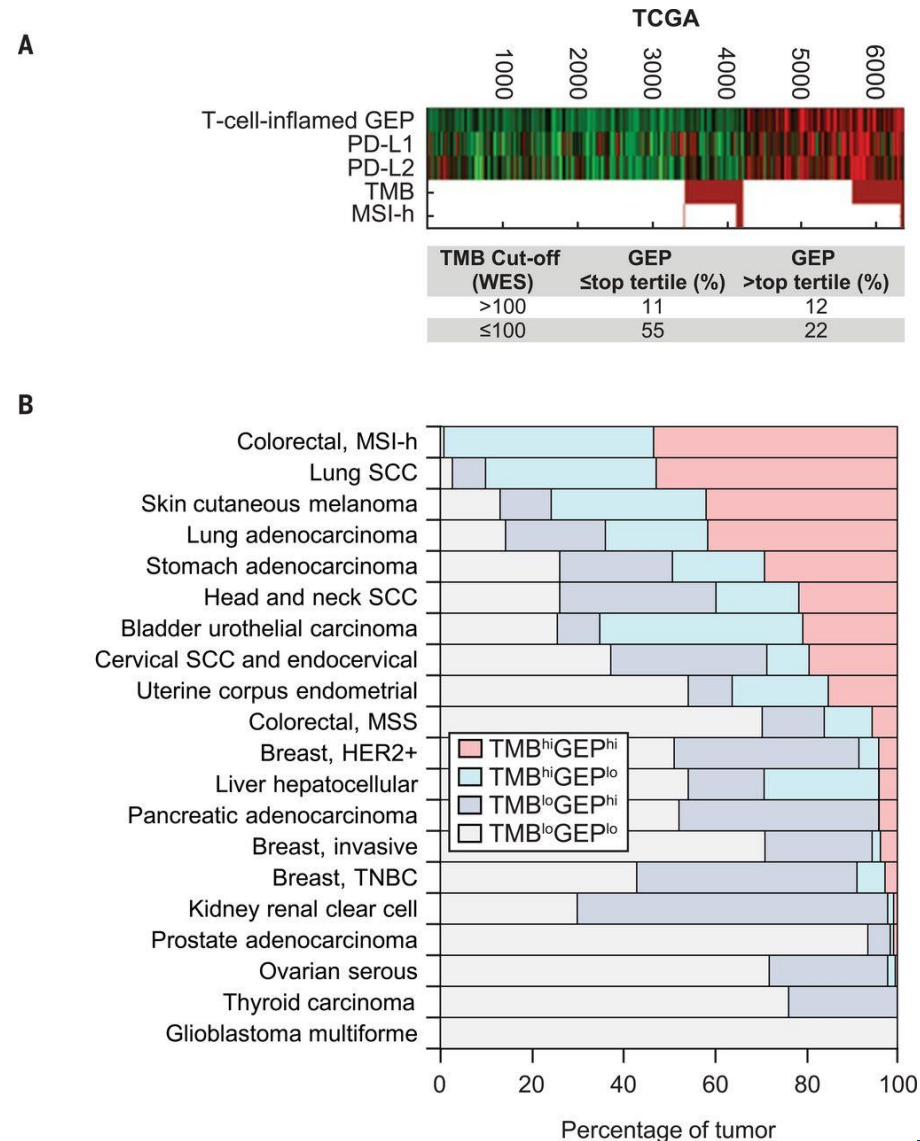 A
TCGA
1000 2000 3000 4000 5000 6000
T-cell-inflamed GEP
PD-L1
PD-L2
TMB
MSI-h
TMB Cut-off (WES) GEP ≤top tertile (%) GEP >top tertile (%)
>100 11 12
≤100 55 22
B
Colorectal, MSI-h
Lung SCC
Skin cutaneous melanoma
Lung adenocarcinoma
Stomach adenocarcinoma
Head and neck SCC
Bladder urothelial carcinoma
Cervical SCC and endocervical
Uterine corpus endometrial
Colorectal, MSS
Breast, HER2+
Liver hepatocellular
Pancreatic adenocarcinoma
Breast, invasive
Breast, TNBC
Kidney renal clear cell
Prostate adenocarcinoma
Ovarian serous
Thyroid carcinoma
Glioblastoma multiforme
TMBhiGEPhi
TMBhiGEPlo
TMBloGEPhi
TMBloGEPlo
0 20 40 60 80 100
Percentage of tumor